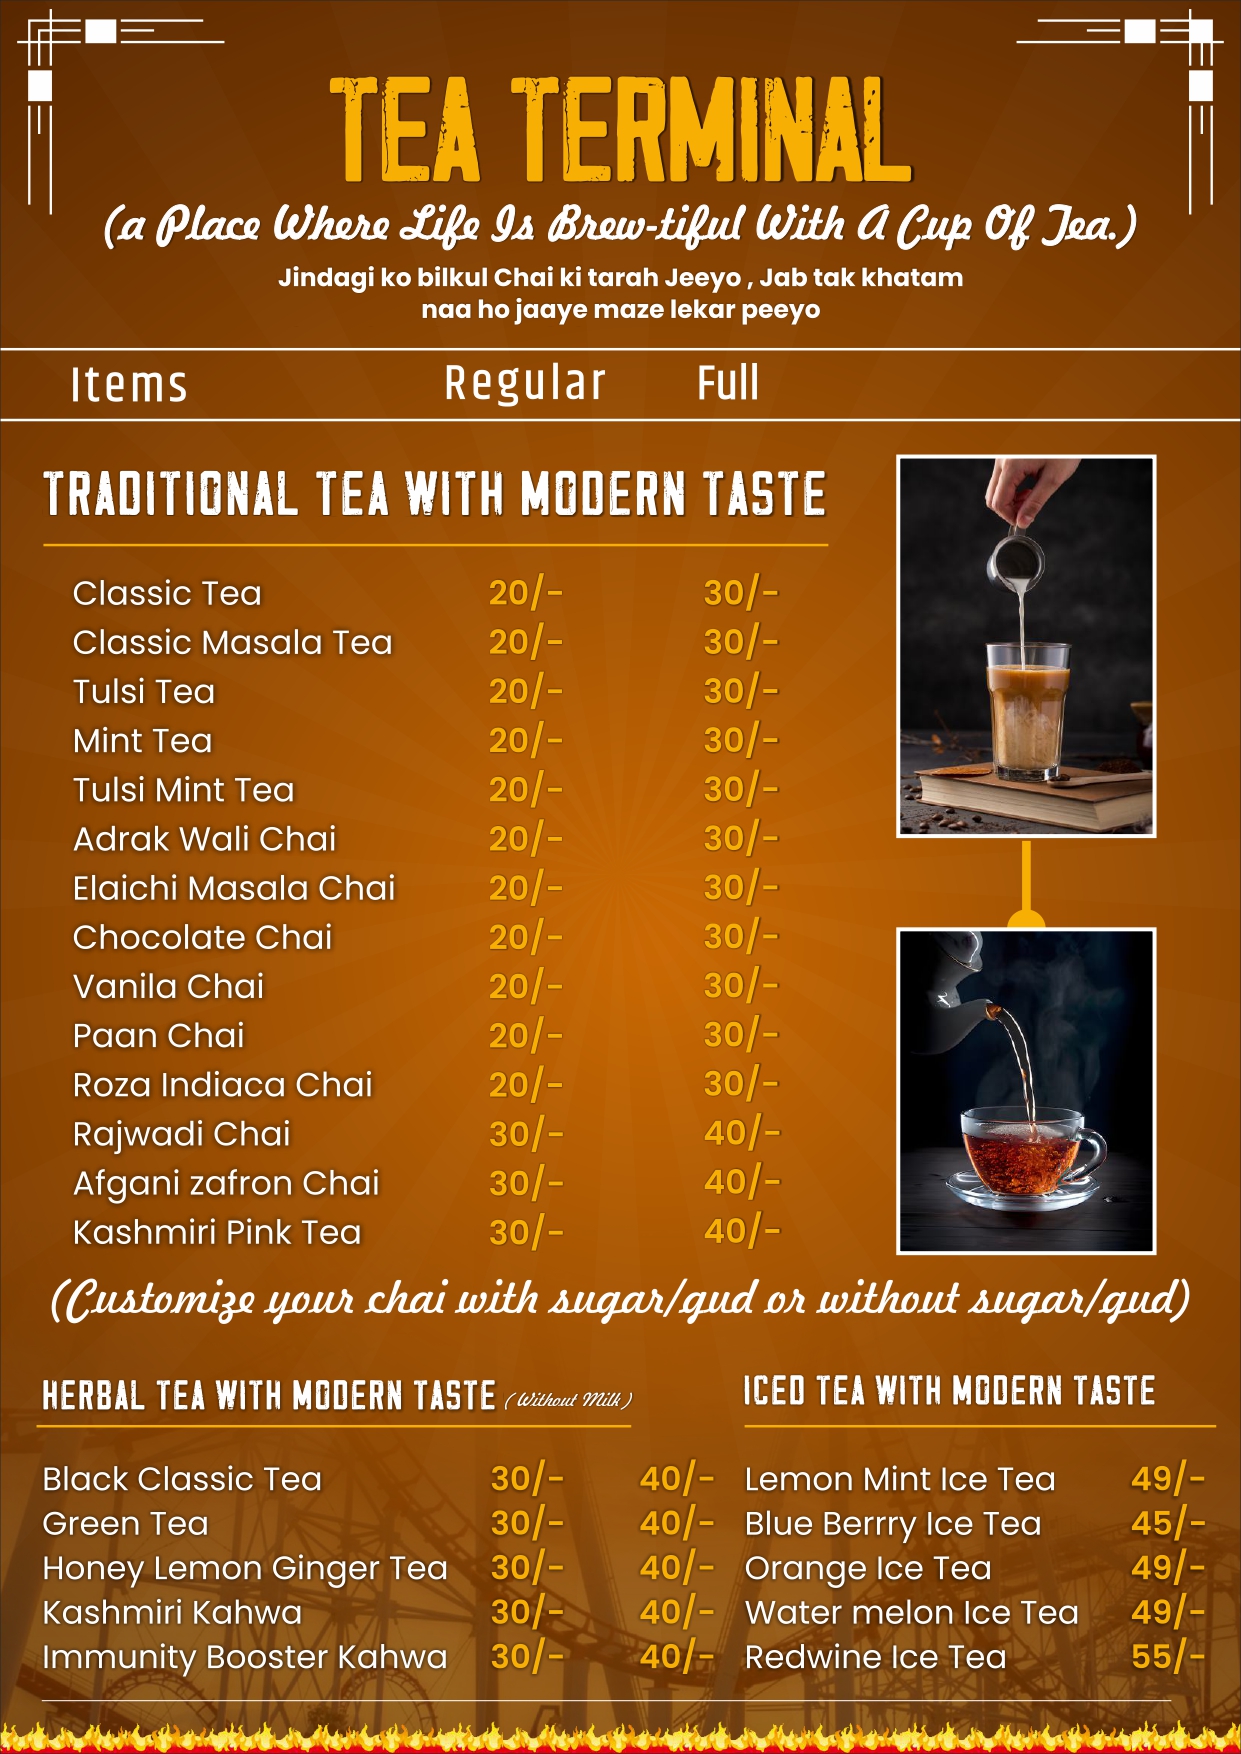 TEA TERMINAL
(a Place Where Life Is Brew-tiful With A Cup Of Tea.)
Jindagi ko bilkul Chai ki tarah Jeeyo , Jab tak khatam
naa ho jaaye maze lekar peeyo
Items Regular Full
TRADITIONAL TEA WITH MODERN TASTE
Classic Tea 20/- 30/-
Classic Masala Tea 20/- 30/-
Tulsi Tea 20/- 30/-
Mint Tea 20/- 30/-
Tulsi Mint Tea 20/- 30/-
Adrak Wali Chai 20/- 30/-
Elaichi Masala Chai 20/- 30/-
Chocolate Chai 20/- 30/-
Vanila Chai 20/- 30/-
Paan Chai 20/- 30/-
Roza Indiaca Chai 20/- 30/-
Rajwadi Chai 30/- 40/-
Afgani zafron Chai 30/- 40/-
Kashmiri Pink Tea 30/- 40/-
(Customize your chai with sugar/gud or without sugar/gud)
HERBAL TEA WITH MODERN TASTE (Without Milk)
Black Classic Tea 30/- 40/-
Green Tea 30/- 40/-
Honey Lemon Ginger Tea 30/- 40/-
Kashmiri Kahwa 30/- 40/-
Immunity Booster Kahwa 30/- 40/-
ICED TEA WITH MODERN TASTE
Lemon Mint Ice Tea 49/-
Blue Berrry Ice Tea 45/-
Orange Ice Tea 49/-
Water melon Ice Tea 49/-
Redwine Ice Tea 55/-